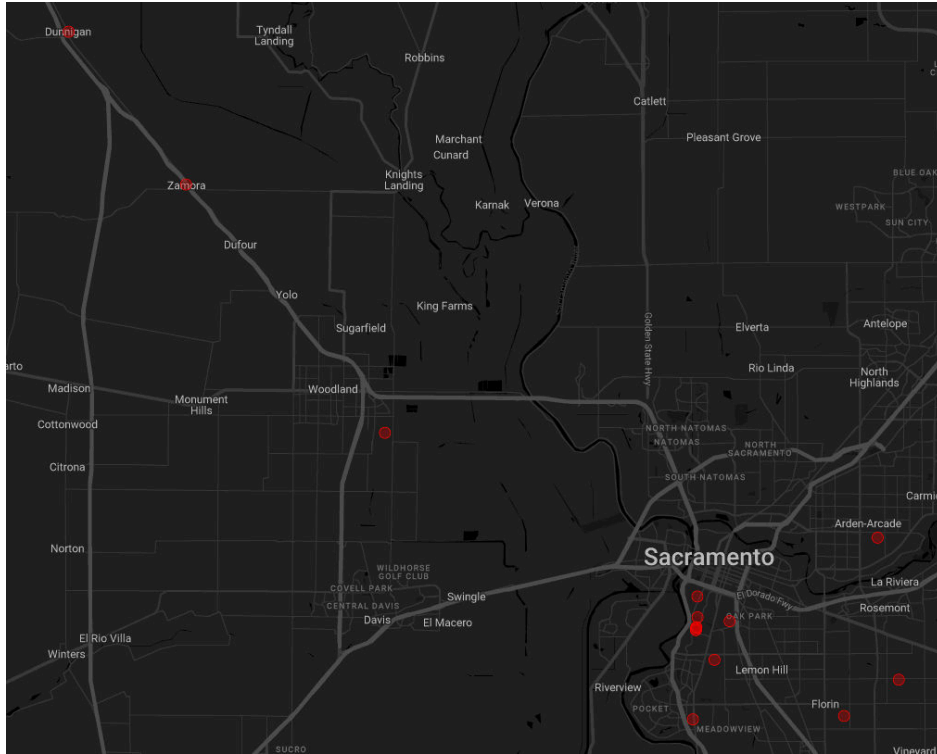 Dunnigan
Tyndall
Landing
Robbins
Catlett
Marchant
Cunard
Pleasant Grove
Knights
Landing
Zamora
BLUE OAK
Karnak
Verona
WESTPARK
SUN CITY
Dufour
Yolo
King Farms
Sugarfield
Golden State Hwy
Elverta
Antelope
Rio Linda
North
Highlands
arto
Madison
Monument
Hills
Woodland
Cottonwood
NORTH NATOMAS
NATOMAS
NORTH
SACRAMENTO
Citrona
SOUTH NATOMAS
Carmi
Arden-Arcade
Norton
Sacramento
WILDHORSE
GOLF CLUB
COVELL PARK
La Riviera
Swingle
El Dorado Fwy
CENTRAL DAVIS
Rosemont
Davis
El Macero
OAK PARK
El Rio Villa
Winters
Lemon Hill
Riverview
POCKET
Florin
MEADOWVIEW
SUCRO
Vineyard